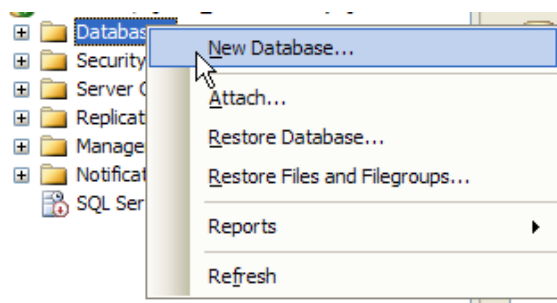 Databas
New Database...
Security
Server O
Attach...
Replicat
Restore Database...
Manage
Restore Files and Filegroups...
Notificat
SQL Ser
Reports
Refresh